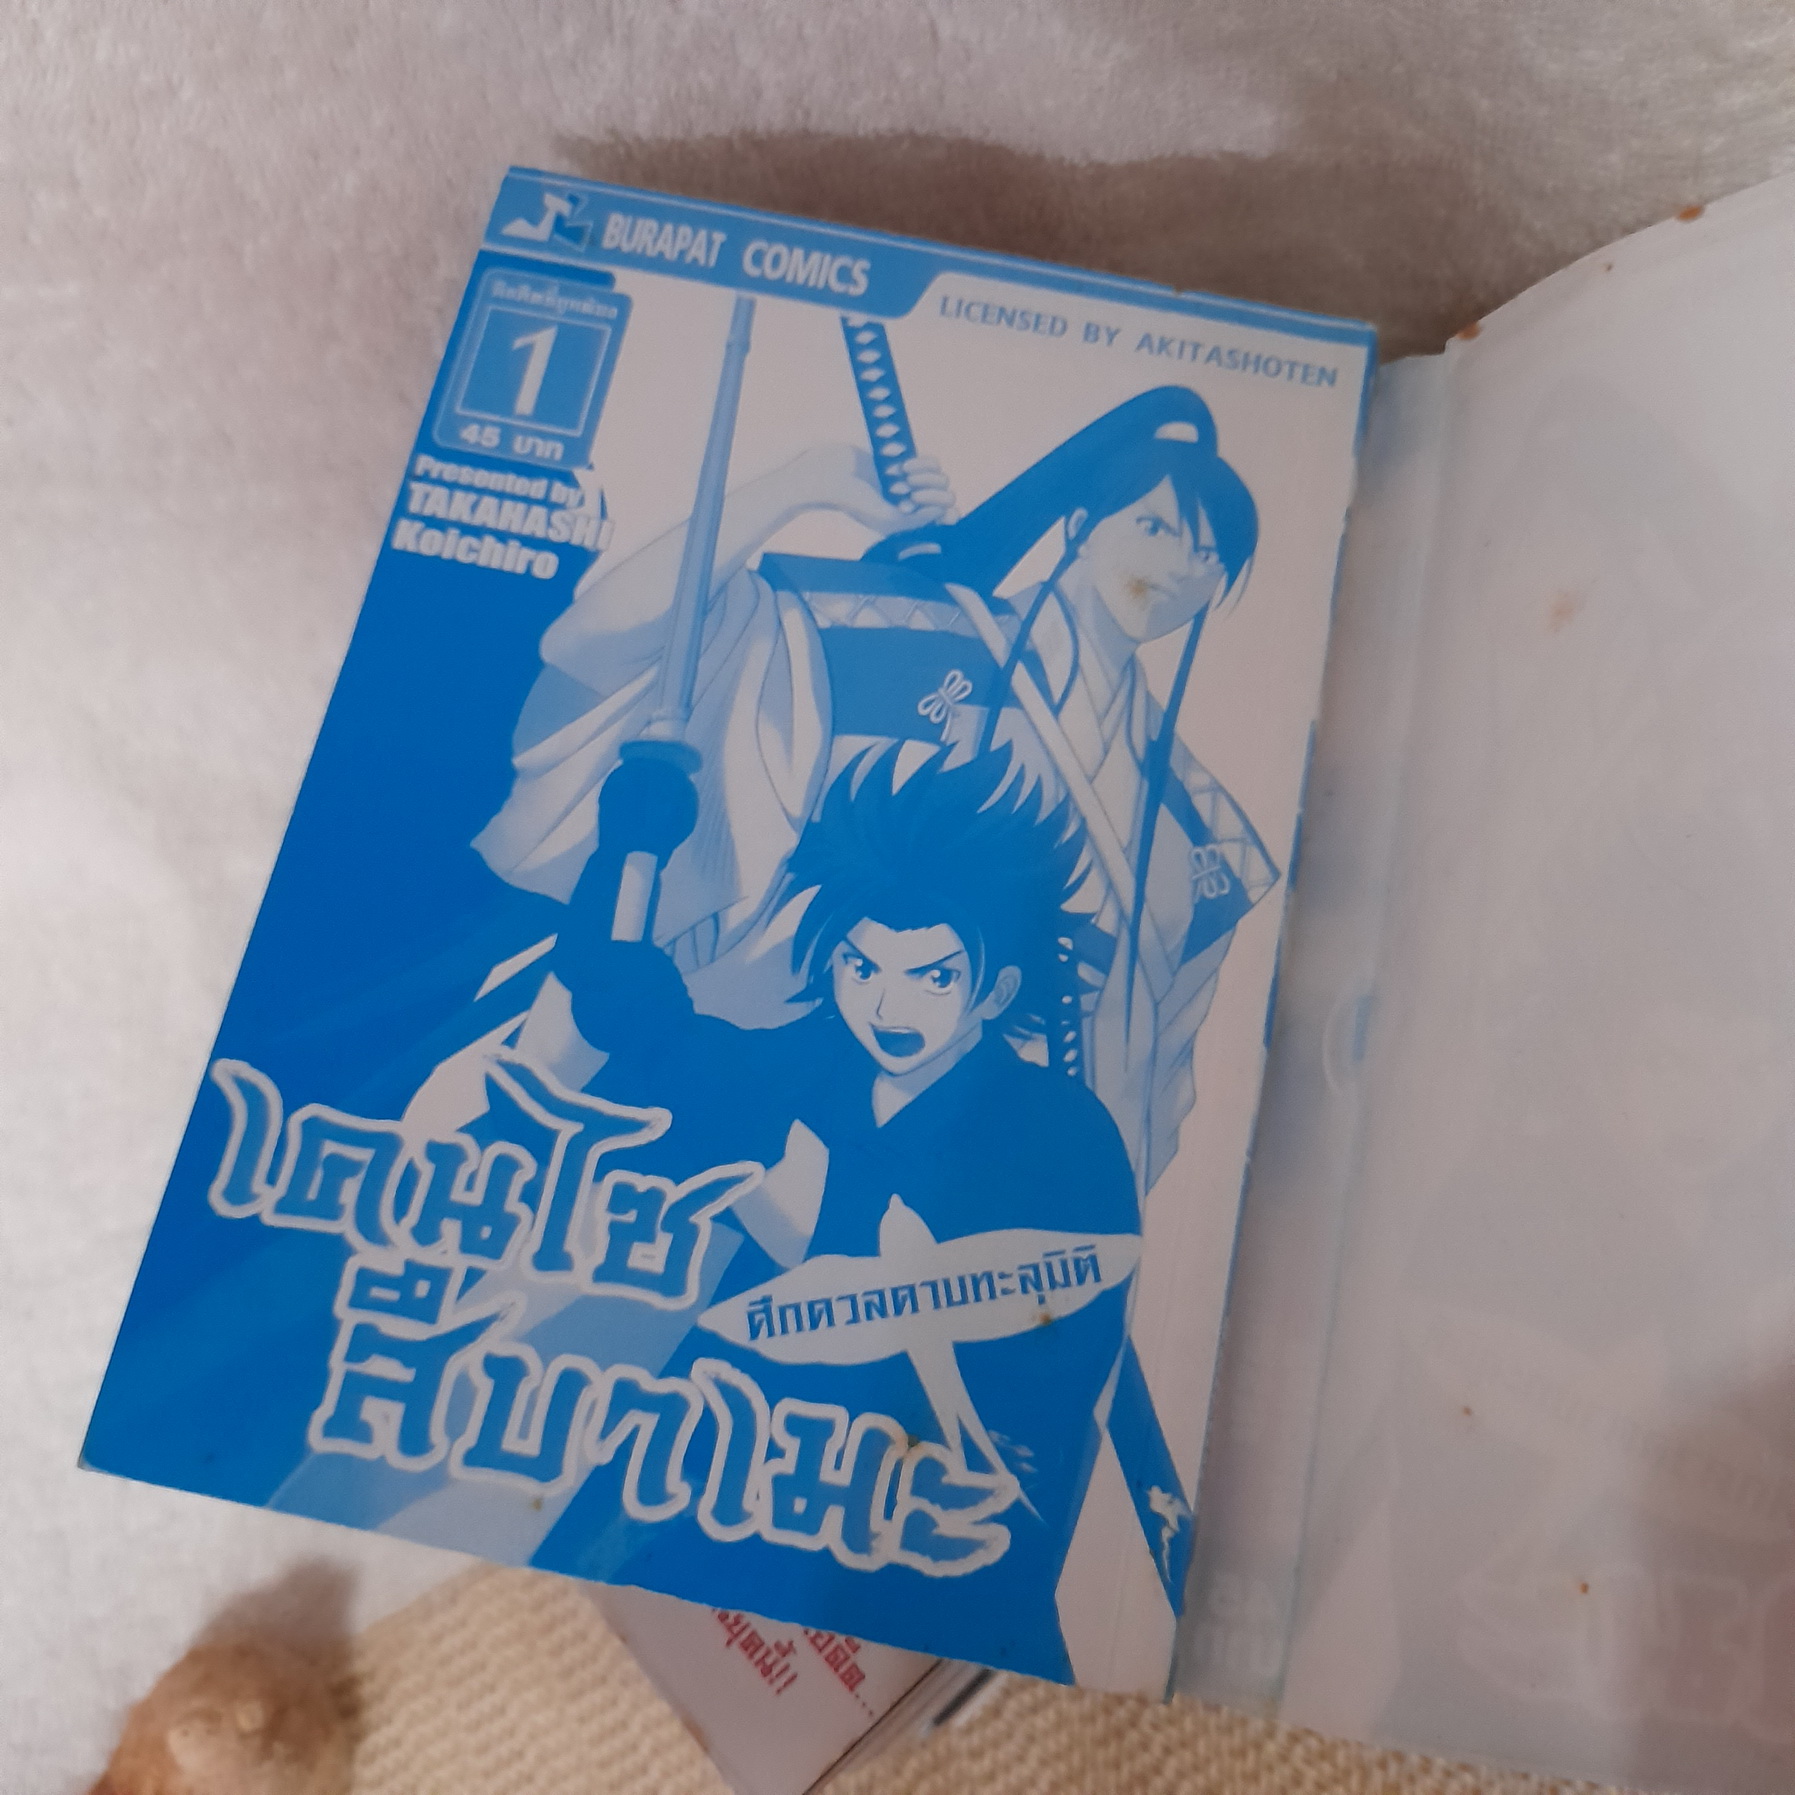 BURAPAT COMICS
LICENSED BY AKITASHOTEN
1
45 บาท
Presented by
TAKAHASHI
Koichiro
เดนโซ
ศึกดวลดาบทะลุมิติ
สึบาเมะ